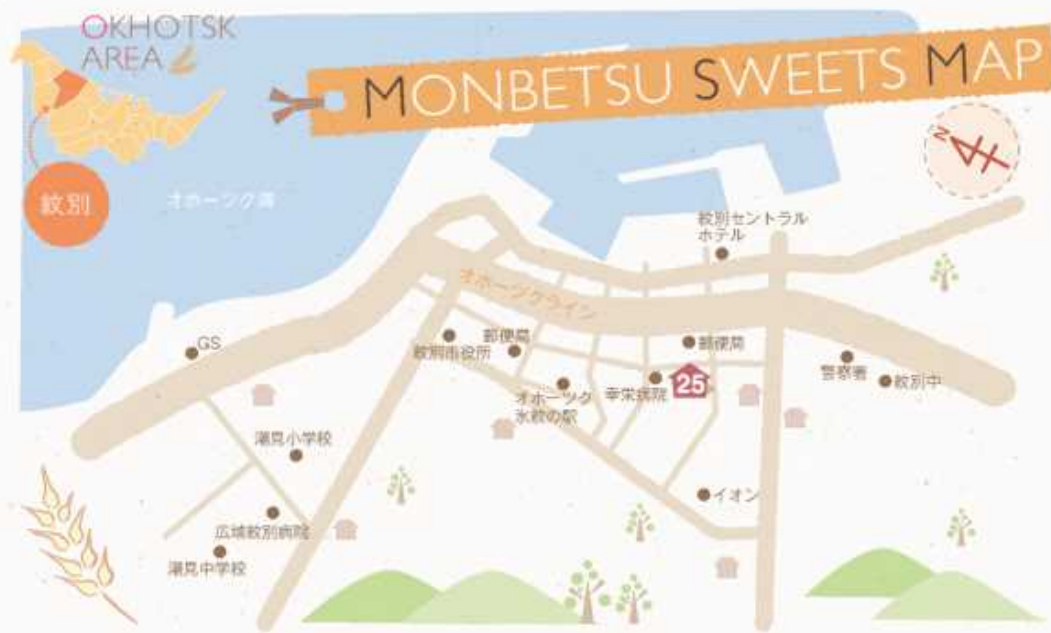 OKHOTSK
AREA
MONBETSU SWEETS MAP
N
紋別
オホーツク海
紋別セントラル
ホテル
オホーツクライン
GS
紋別市役所
郵便局
郵便局
警察署
紋別中
オホーツク
氷紋の駅
幸栄病院
25
潮見小学校
イオン
広域紋別病院
潮見中学校